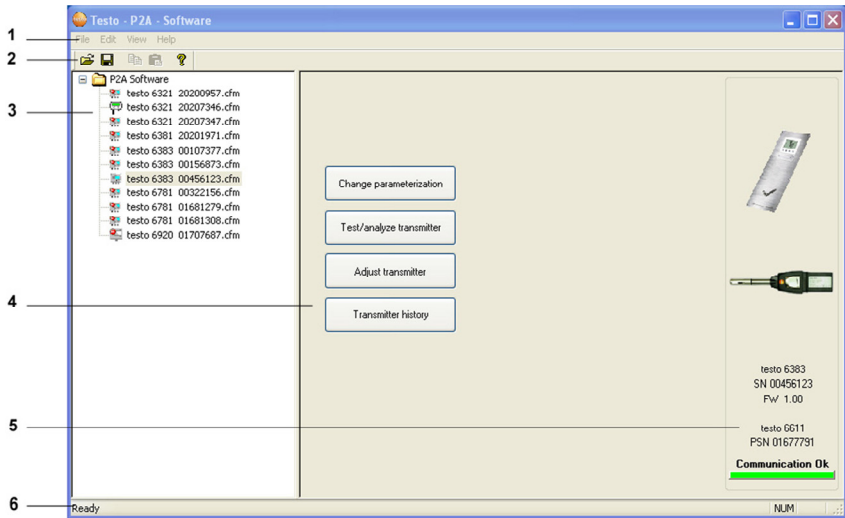 Testo - P2A - Software
1
File Edit View Help
2
P2A Software
testo 6321 20200957.cfm
3
testo 6321 20207346.cfm
testo 6321 20207347.cfm
testo 6381 20201971.cfm
testo 6383 00107377.cfm
testo 6383 00156873.cfm
testo 6383 00456123.cfm
testo 6781 00322156.cfm
testo 6781 01681279.cfm
testo 6781 01681308.cfm
testo 6920 01707687.cfm
Change parameterization
Test/analyze transmitter
Adjust transmitter
4
Transmitter history
testo 6383
SN 00456123
FW 1.00
5
testo 6611
PSN 01677791
Communication Ok
6
Ready
NUM